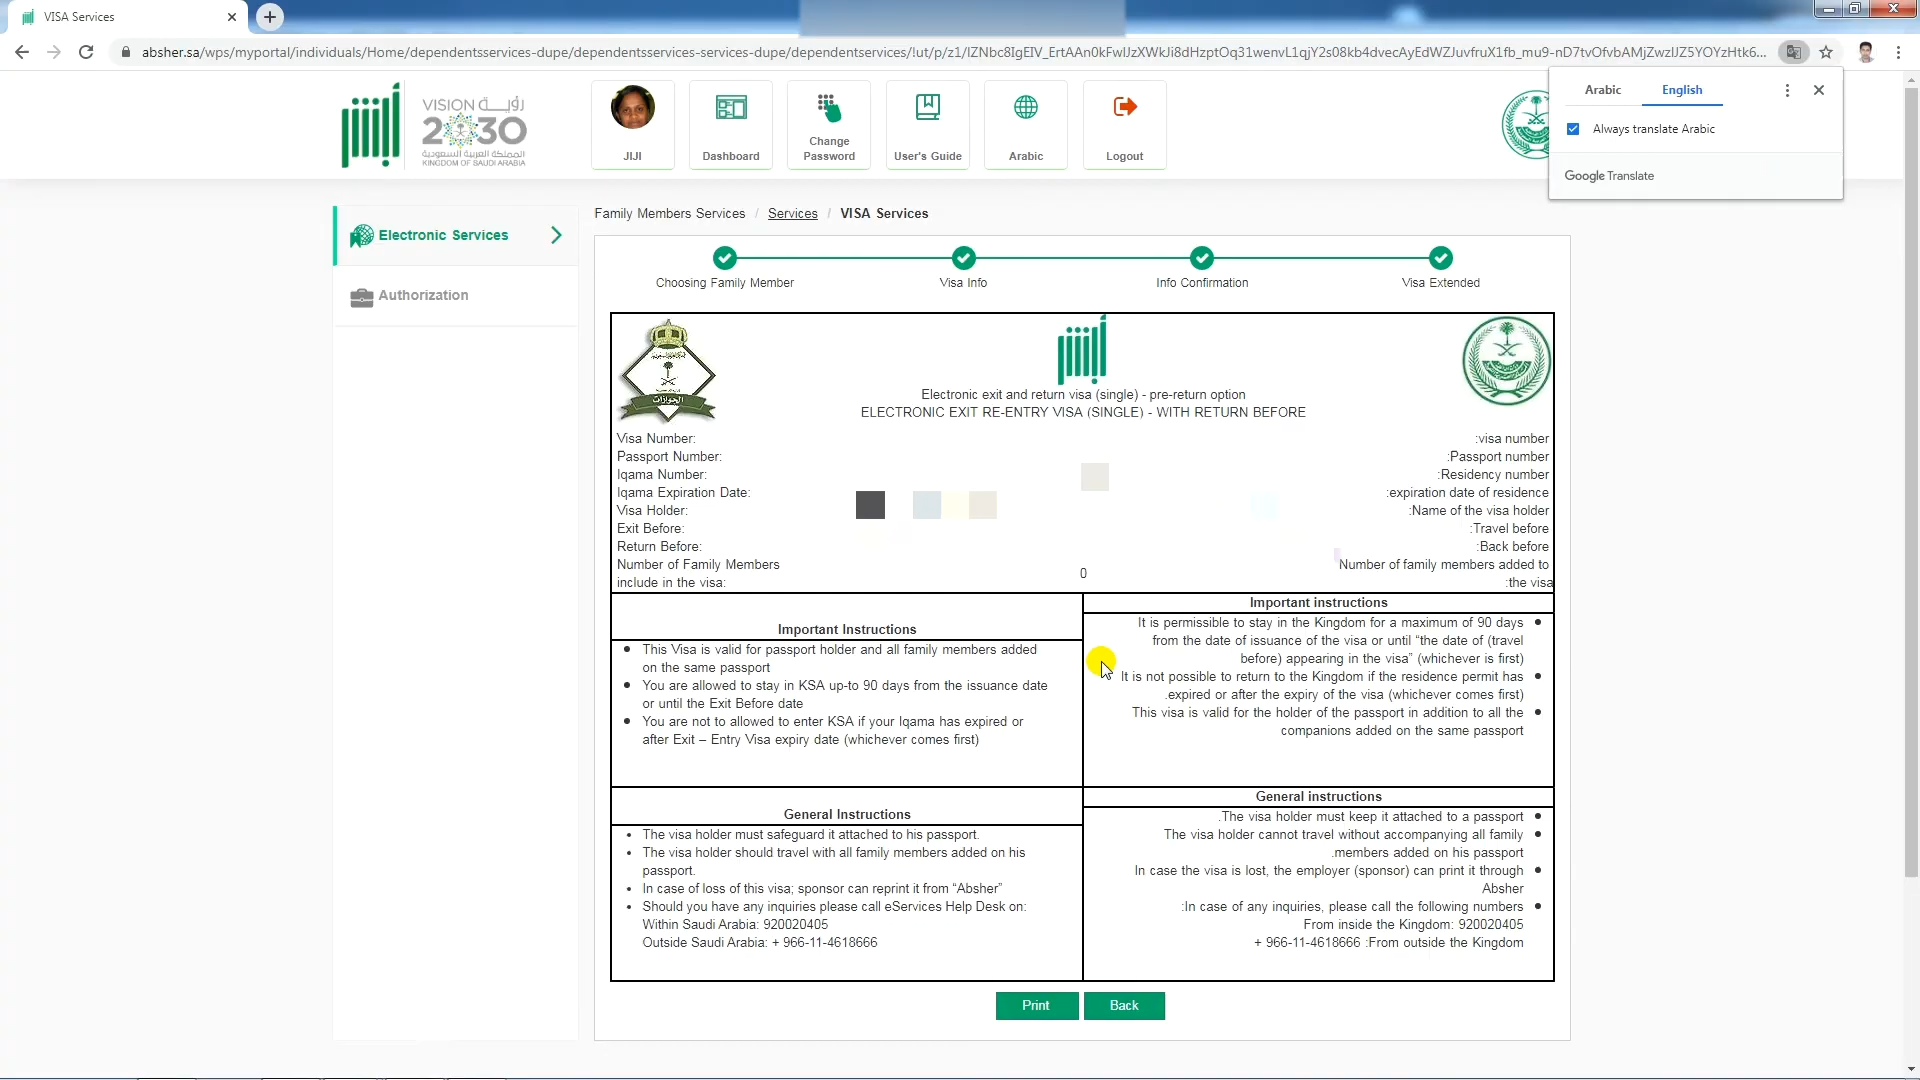 VISA Services
absher.sa/wps/myportal/individuals/Home/dependentsservices-dupe/dependentsservices-services-dupe/dependentservices/!ut/p/z1/
Arabic
English
Always translate Arabic
Google Translate
VISION رؤية
2030
المملكة العربية السعودية
KINGDOM OF SAUDI ARABIA
JIJI
Dashboard
Change
Password
User's Guide
Arabic
Logout
Electronic Services
Authorization
Family Members Services / Services / VISA Services
Choosing Family Member
Visa Info
Info Confirmation
Visa Extended
أبشر
الجوازات
Electronic exit and return visa (single) - pre-return option
ELECTRONIC EXIT RE-ENTRY VISA (SINGLE) - WITH RETURN BEFORE
Visa Number: :visa number
Passport Number: :Passport number
Iqama Number: :Residency number
Iqama Expiration Date: :expiration date of residence
Visa Holder: :Name of the visa holder
Exit Before: :Travel before
Return Before: :Back before
Number of Family Members
include in the visa:
0
Number of family members added to
:the visa
Important Instructions
This Visa is valid for passport holder and all family members added
on the same passport
You are allowed to stay in KSA up-to 90 days from the issuance date
or until the Exit Before date
You are not to allowed to enter KSA if your Iqama has expired or
after Exit – Entry Visa expiry date (whichever comes first)
Important instructions
It is permissible to stay in the Kingdom for a maximum of 90 days
from the date of issuance of the visa or until “the date of (travel
before) appearing in the visa” (whichever is first)
It is not possible to return to the Kingdom if the residence permit has
.expired or after the expiry of the visa (whichever comes first)
This visa is valid for the holder of the passport in addition to all the
companions added on the same passport
General Instructions
The visa holder must safeguard it attached to his passport.
The visa holder should travel with all family members added on his
passport.
In case of loss of this visa; sponsor can reprint it from “Absher”
Should you have any inquiries please call eServices Help Desk on:
Within Saudi Arabia: 920020405
Outside Saudi Arabia: + 966-11-4618666
General instructions
.The visa holder must keep it attached to a passport
The visa holder cannot travel without accompanying all family
.members added on his passport
In case the visa is lost, the employer (sponsor) can print it through
Absher
:In case of any inquiries, please call the following numbers
From inside the Kingdom: 920020405
+ 966-11-4618666 :From outside the Kingdom
Print
Back